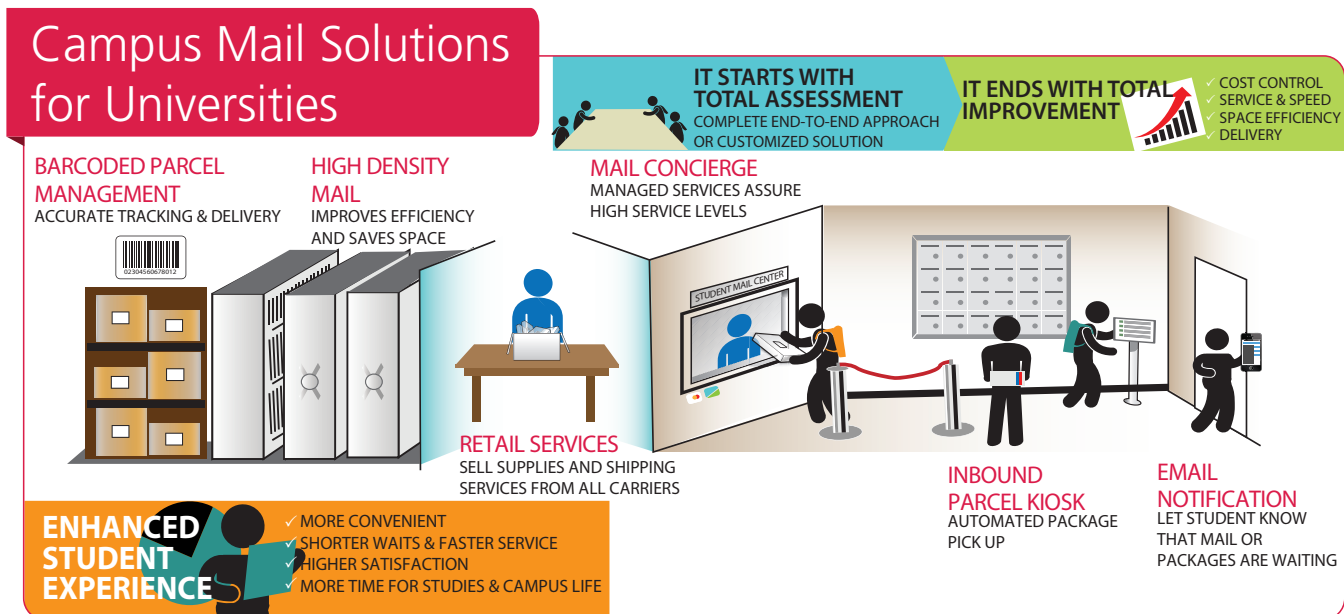 Campus Mail Solutions
for Universities
IT STARTS WITH
TOTAL ASSESSMENT
COMPLETE END-TO-END APPROACH
OR CUSTOMIZED SOLUTION
IT ENDS WITH TOTAL
IMPROVEMENT
✓ COST CONTROL
✓ SERVICE & SPEED
✓ SPACE EFFICIENCY
✓ DELIVERY
BARCODED PARCEL
MANAGEMENT
ACCURATE TRACKING & DELIVERY
02304560678012
HIGH DENSITY
MAIL
IMPROVES EFFICIENCY
AND SAVES SPACE
MAIL CONCIERGE
MANAGED SERVICES ASSURE
HIGH SERVICE LEVELS
STUDENT MAIL CENTER
RETAIL SERVICES
SELL SUPPLIES AND SHIPPING
SERVICES FROM ALL CARRIERS
INBOUND
PARCEL KIOSK
AUTOMATED PACKAGE
PICK UP
EMAIL
NOTIFICATION
LET STUDENT KNOW
THAT MAIL OR
PACKAGES ARE WAITING
ENHANCED
STUDENT
EXPERIENCE
✓ MORE CONVENIENT
✓ SHORTER WAITS & FASTER SERVICE
✓ HIGHER SATISFACTION
✓ MORE TIME FOR STUDIES & CAMPUS LIFE